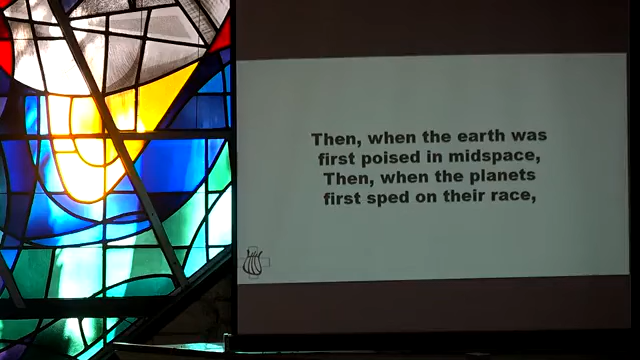 Then, when the earth was
first poised in midspace,
Then, when the planets
first sped on their race,